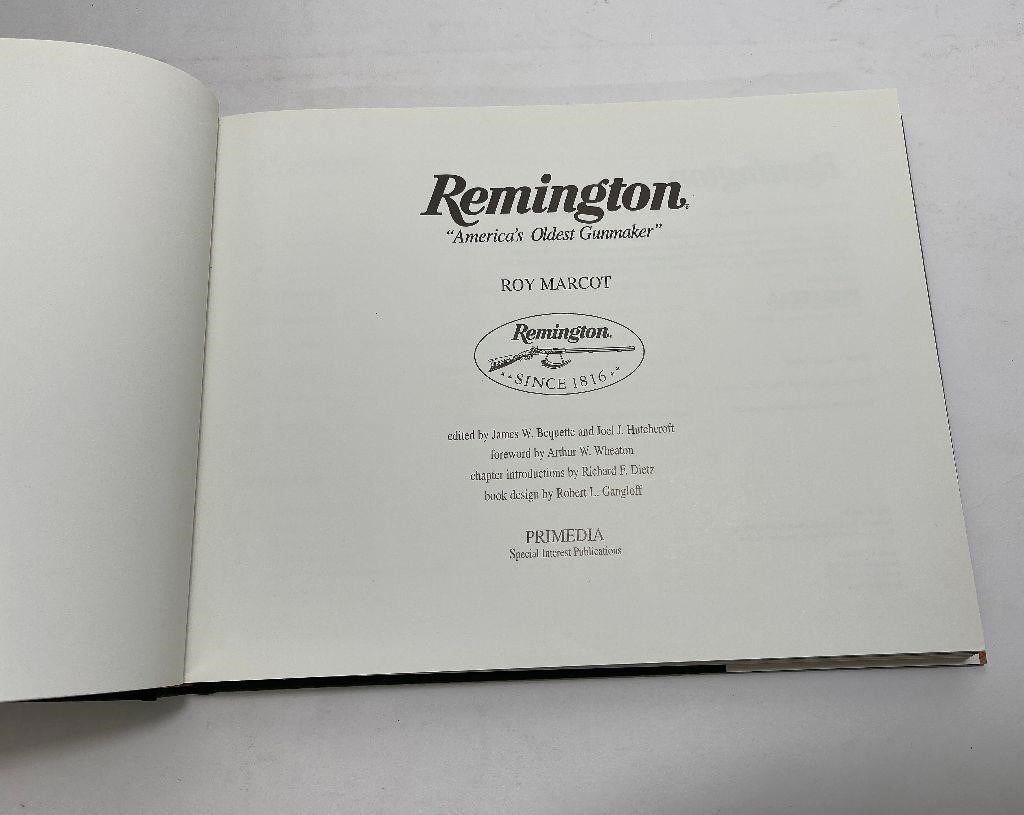 Remington®
"America's Oldest Gunmaker"
ROY MARCOT
Remington.
SINCE 1816
edited by James W. Bequette and Joel J. Hutchcroft
foreword by Arthur W. Wheaton
chapter introductions by Richard F. Dietz
book design by Robert L. Gangloff
PRIMEDIA
Special Interest Publications